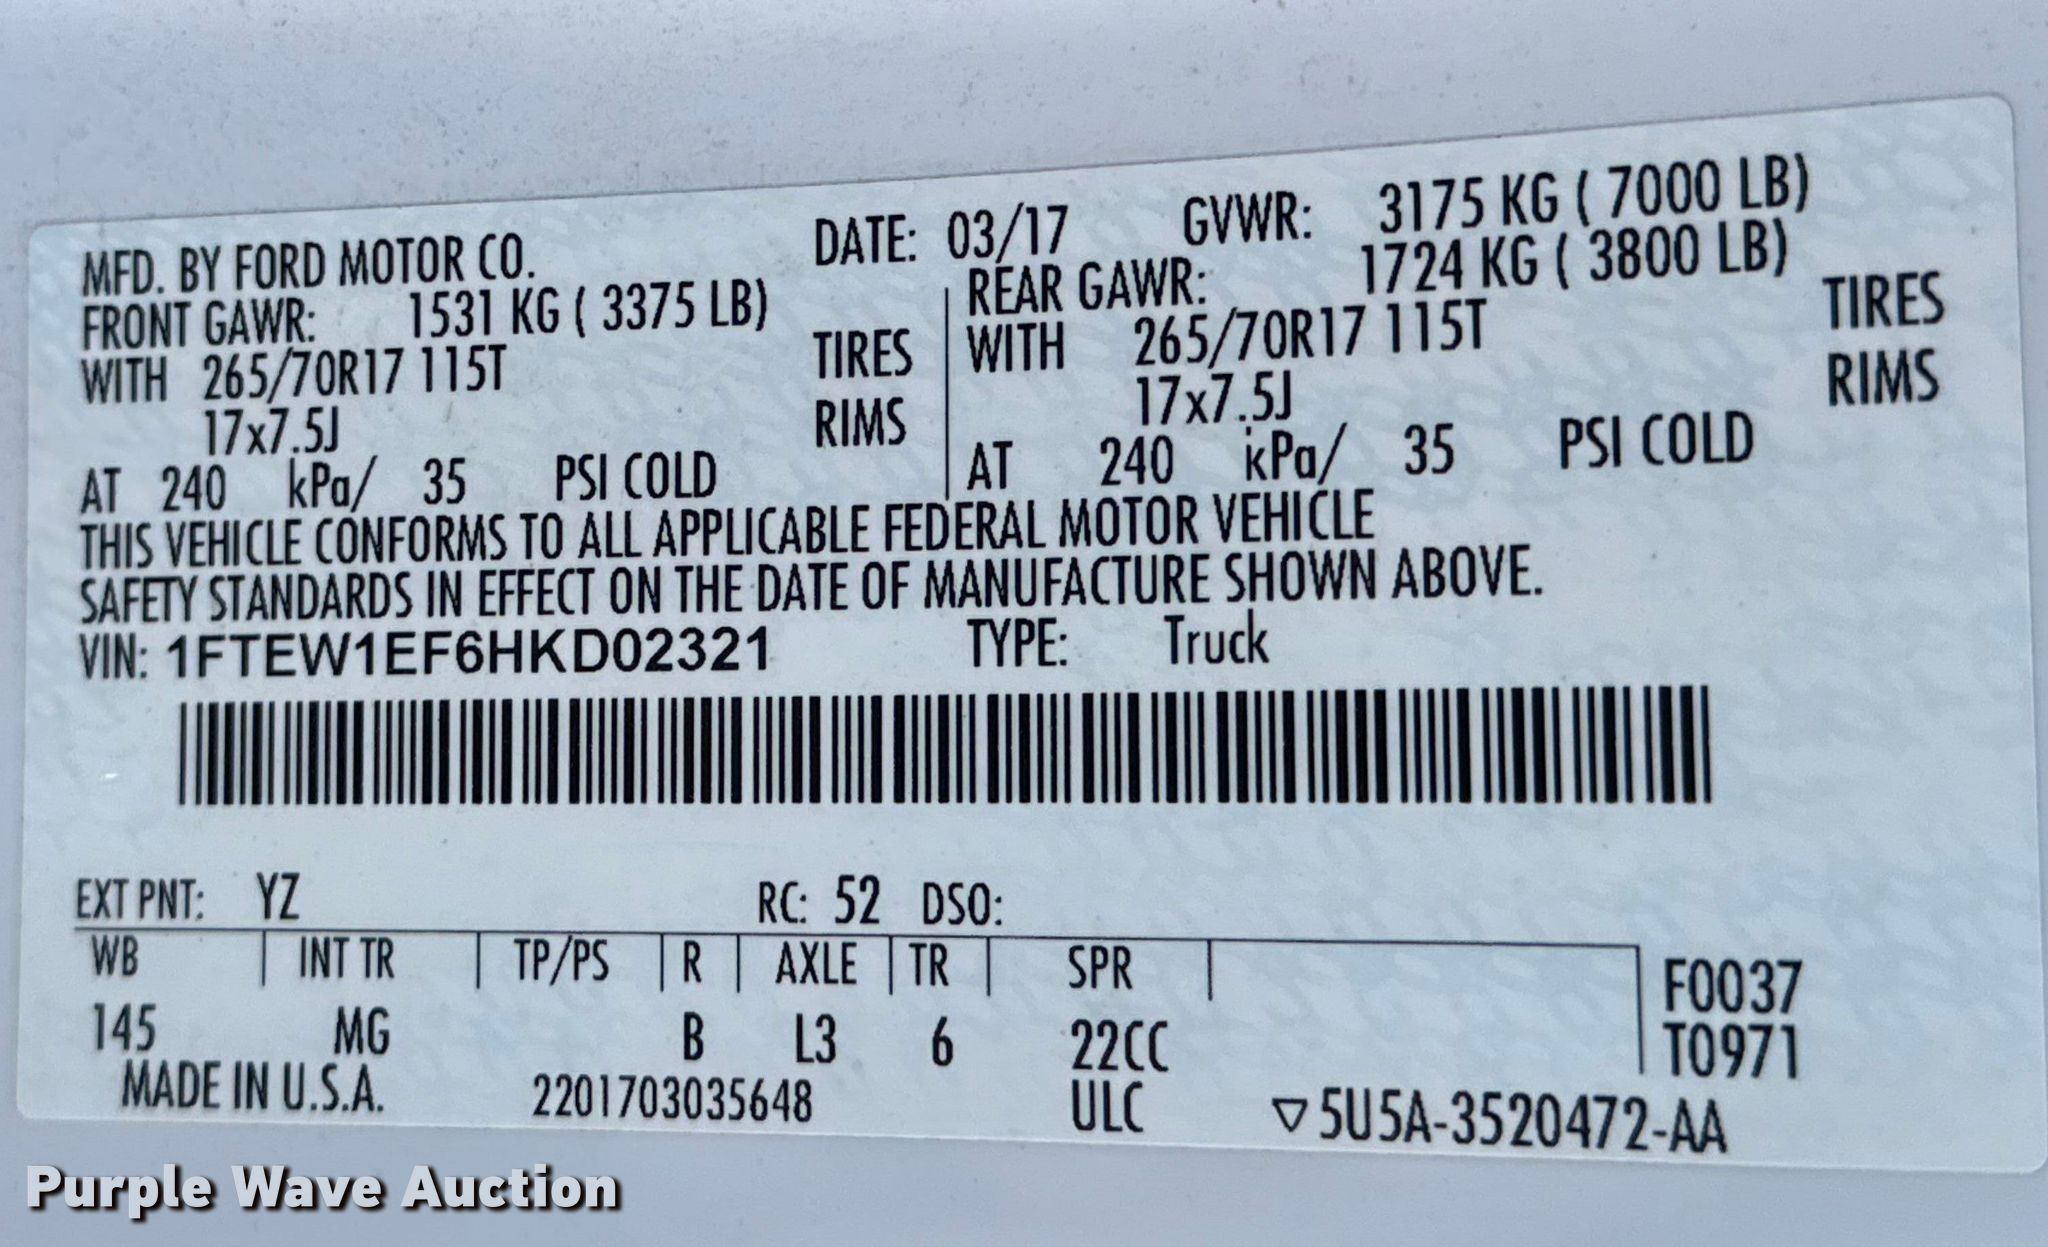 MFD. BY FORD MOTOR CO. DATE: 03/17 GVWR: 3175 KG ( 7000 LB)
FRONT GAWR: 1531 KG ( 3375 LB) REAR GAWR: 1724 KG ( 3800 LB)
WITH 265/70R17 115T TIRES WITH 265/70R17 115T TIRES
17x7.5J RIMS 17x7.5J RIMS
AT 240 kPa/ 35 PSI COLD AT 240 kPa/ 35 PSI COLD
THIS VEHICLE CONFORMS TO ALL APPLICABLE FEDERAL MOTOR VEHICLE
SAFETY STANDARDS IN EFFECT ON THE DATE OF MANUFACTURE SHOWN ABOVE.
VIN: 1FTEW1EF6HKD02321 TYPE: Truck
EXT PNT: YZ RC: 52 DSO:
WB INT TR TP/PS R AXLE TR SPR F0037
145 MG B L3 6 22CC T0971
MADE IN U.S.A. 2201703035648 ULC ▽5U5A-3520472-AA
Purple Wave Auction